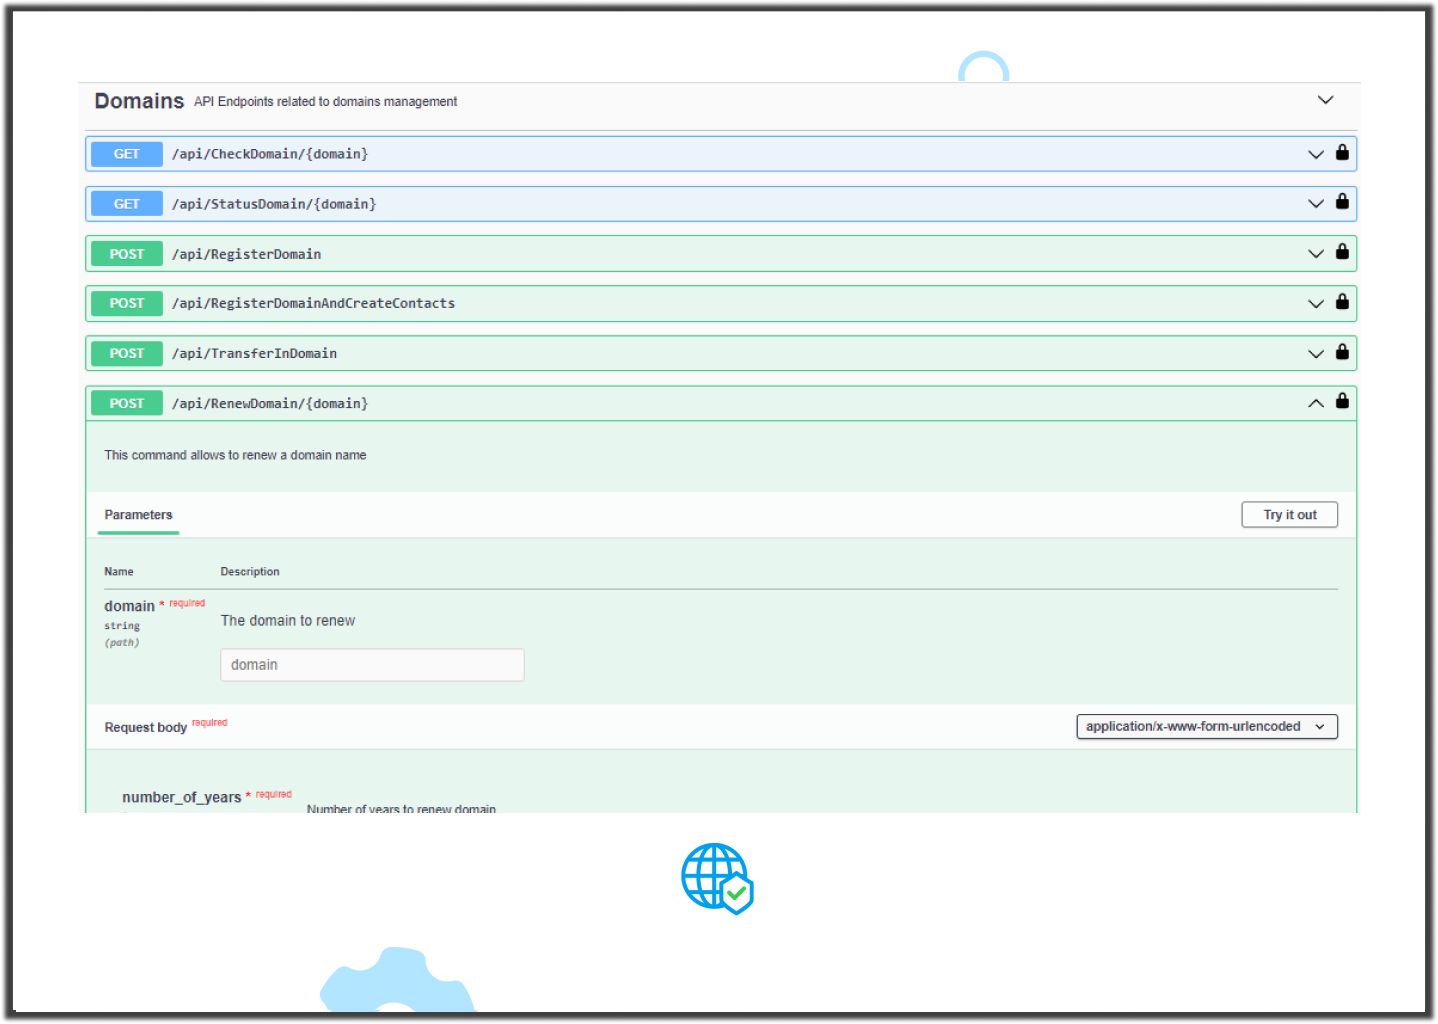 Domains API Endpoints related to domains management
GET /api/CheckDomain/{domain}
GET /api/StatusDomain/{domain}
POST /api/RegisterDomain
POST /api/RegisterDomainAndCreateContacts
POST /api/TransferInDomain
POST /api/RenewDomain/{domain}
This command allows to renew a domain name
Parameters Try it out
Name Description
domain * required
The domain to renew
string
(path)
domain
Request body required application/x-www-form-urlencoded
number_of_years * required
Number of years to renew domain